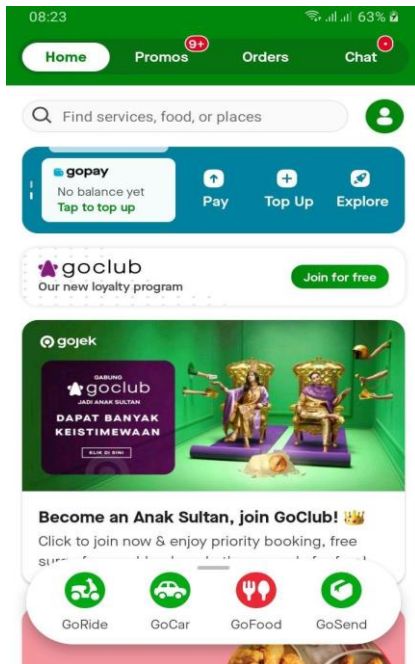 08:23
63%
Home
Promos
9+
Orders
Chat
Find services, food, or places
gopay
No balance yet
Tap to top up
Pay
Top Up
Explore
goclub
Our new loyalty program
Join for free
gojek
GABUNG
goclub
JADI ANAK SULTAN
DAPAT BANYAK
KEISTIMEWAAN
KLIK DI SINI
Become an Anak Sultan, join GoClub! 👑
Click to join now & enjoy priority booking, free
GoRide
GoCar
GoFood
GoSend